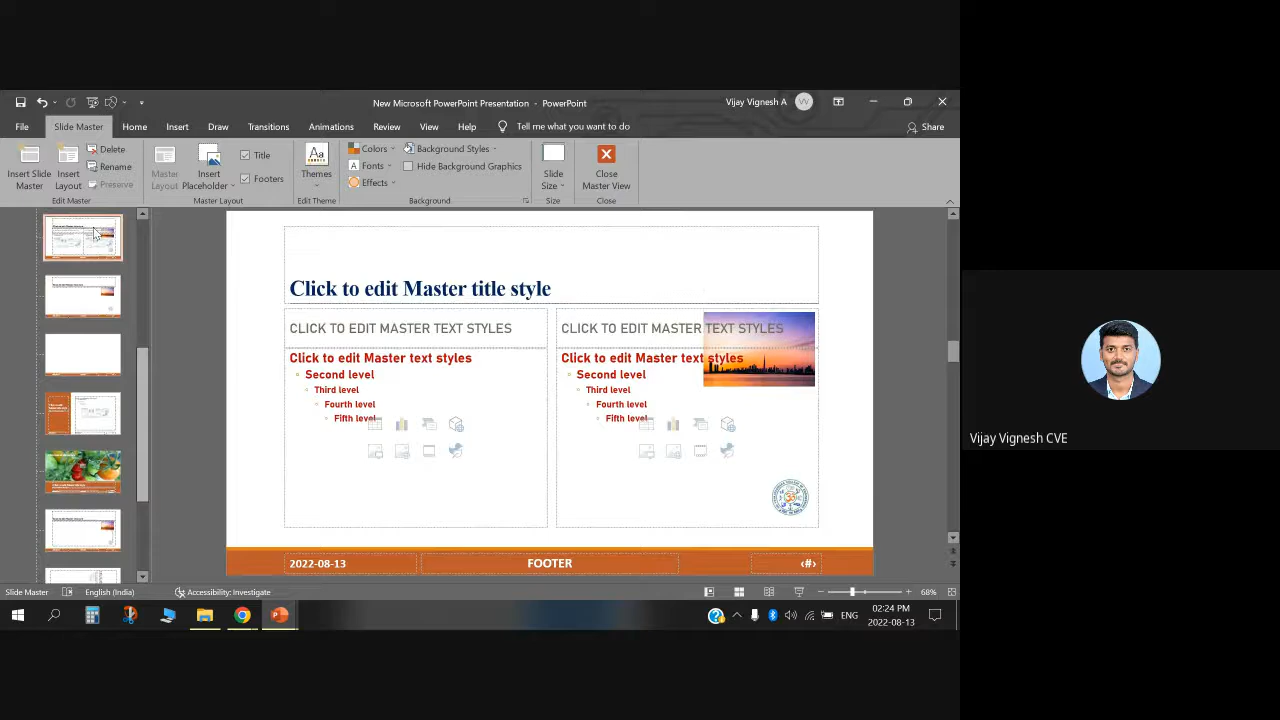 New Microsoft PowerPoint Presentation - PowerPoint
Vijay Vignesh A
VV
File
Slide Master
Home
Insert
Draw
Transitions
Animations
Review
View
Help
Tell me what you want to do
Share
Insert Slide Master
Insert Layout
Delete
Rename
Preserve
Edit Master
Master Layout
Insert Placeholder
Title
Footers
Master Layout
Aa
Themes
Edit Theme
Colors
Fonts
Effects
Background Styles
Hide Background Graphics
Background
Slide Size
Size
Close Master View
Close
Click to edit Master title style
CLICK TO EDIT MASTER TEXT STYLES
Click to edit Master text styles
Second level
Third level
Fourth level
Fifth level
CLICK TO EDIT MASTER TEXT STYLES
Click to edit Master text styles
Second level
Third level
Fourth level
Fifth level
2022-08-13
FOOTER
‹#›
Slide Master
English (India)
Accessibility: Investigate
68%
ENG
02:24 PM
2022-08-13
Vijay Vignesh CVE